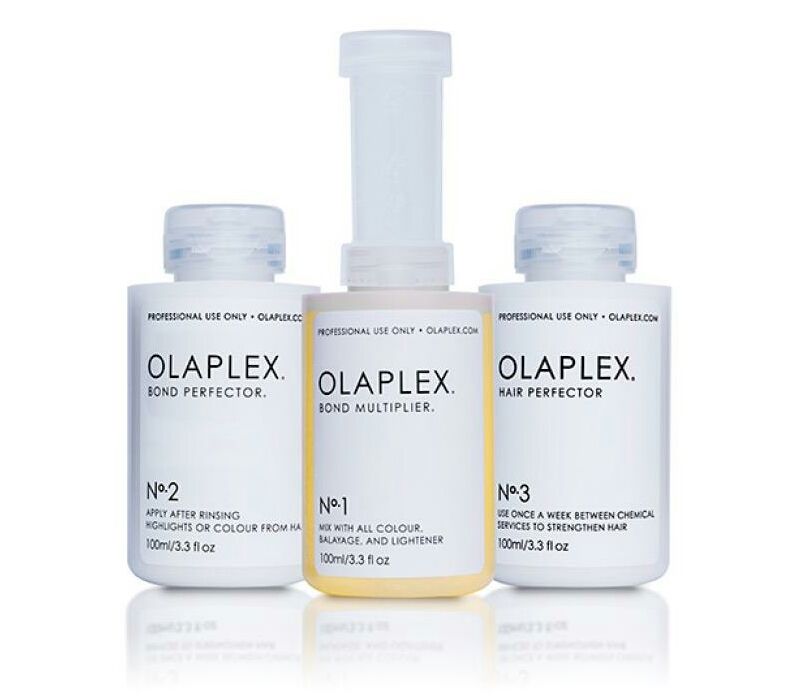 PROFESSIONAL USE ONLY • OLAPLEX.CO
OLAPLEX.
BOND PERFECTOR.
Nº.2
APPLY AFTER RINSING
HIGHLIGHTS OR COLOUR FROM HA
100ml/3.3 fl oz
PROFESSIONAL USE ONLY • OLAPLEX.COM
OLAPLEX.
BOND MULTIPLIER.
Nº.1
MIX WITH ALL COLOUR,
BALAYAGE, AND LIGHTENER
100ml/3.3 fl oz
PROFESSIONAL USE ONLY • OLAPLEX.COM
OLAPLEX.
HAIR PERFECTOR
Nº.3
USE ONCE A WEEK BETWEEN CHEMICAL
SERVICES TO STRENGTHEN HAIR
100ml/3.3 fl oz